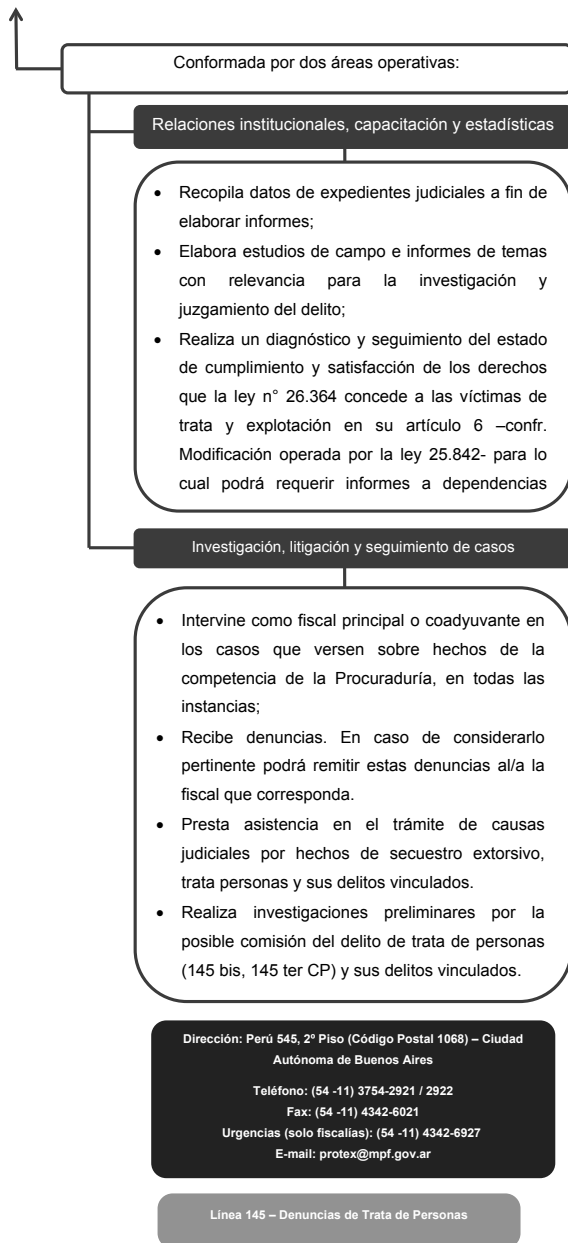 Conformada por dos áreas operativas:
Relaciones institucionales, capacitación y estadísticas
• Recopila datos de expedientes judiciales a fin de
elaborar informes;
• Elabora estudios de campo e informes de temas
con relevancia para la investigación y
juzgamiento del delito;
• Realiza un diagnóstico y seguimiento del estado
de cumplimiento y satisfacción de los derechos
que la ley n° 26.364 concede a las víctimas de
trata y explotación en su artículo 6 –confr.
Modificación operada por la ley 25.842- para lo
cual podrá requerir informes a dependencias
Investigación, litigación y seguimiento de casos
• Intervine como fiscal principal o coadyuvante en
los casos que versen sobre hechos de la
competencia de la Procuraduría, en todas las
instancias;
• Recibe denuncias. En caso de considerarlo
pertinente podrá remitir estas denuncias al/a la
fiscal que corresponda.
• Presta asistencia en el trámite de causas
judiciales por hechos de secuestro extorsivo,
trata personas y sus delitos vinculados.
• Realiza investigaciones preliminares por la
posible comisión del delito de trata de personas
(145 bis, 145 ter CP) y sus delitos vinculados.
Dirección: Perú 545, 2º Piso (Código Postal 1068) – Ciudad
Autónoma de Buenos Aires
Teléfono: (54 -11) 3754-2921 / 2922
Fax: (54 -11) 4342-6021
Urgencias (solo fiscalías): (54 -11) 4342-6927
E-mail: protex@mpf.gov.ar
Línea 145 – Denuncias de Trata de Personas